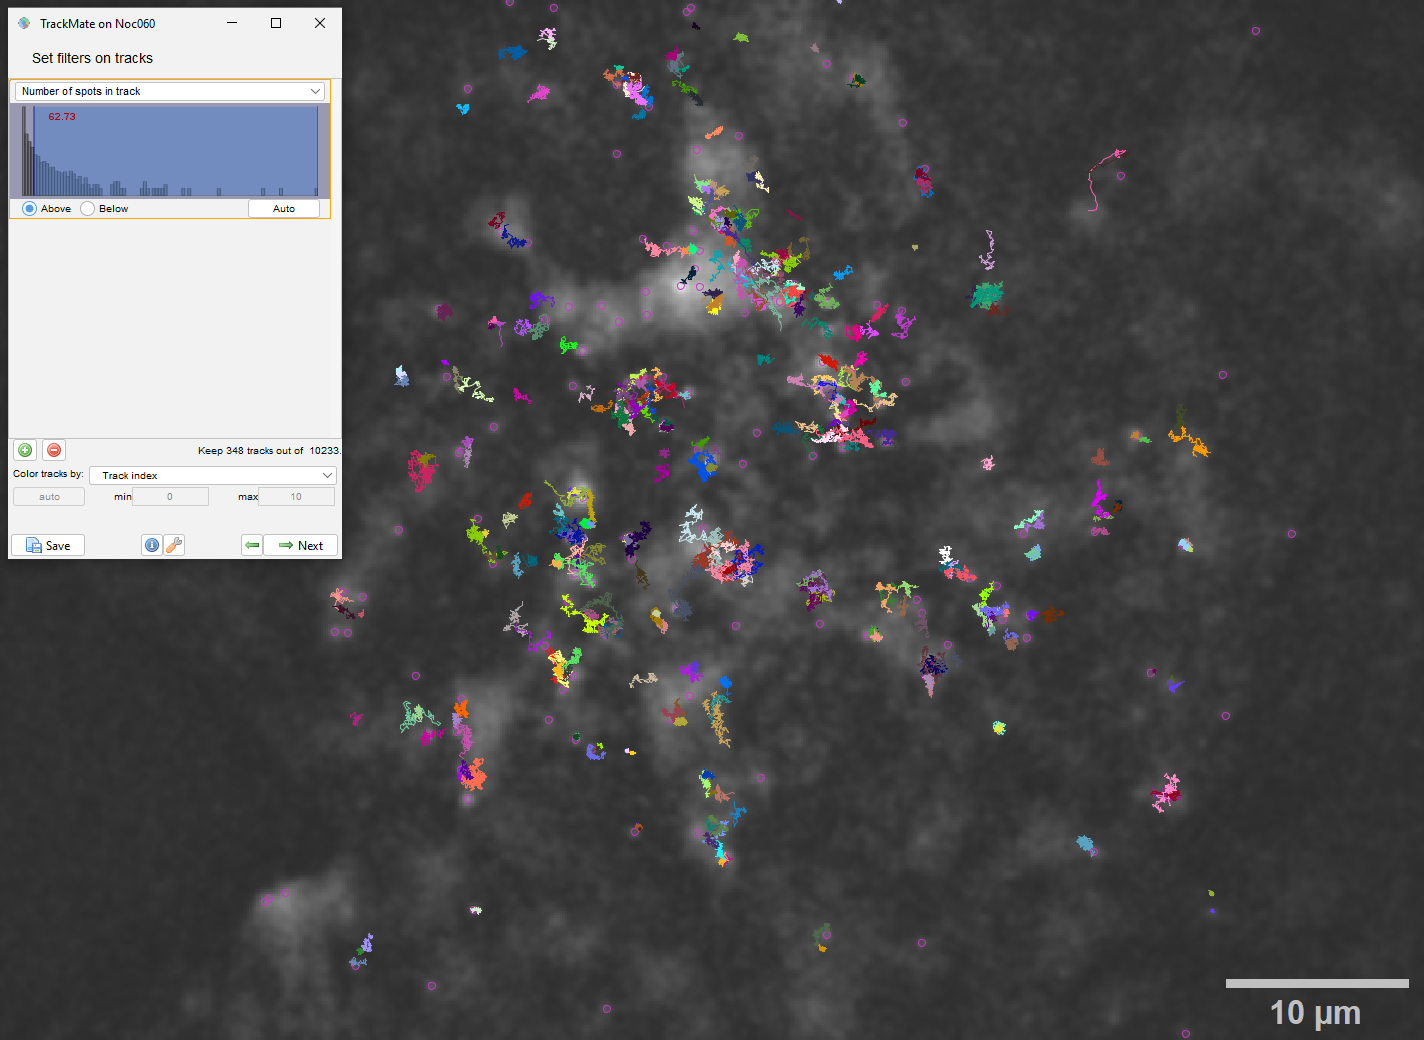 TrackMate on Noc060
Set filters on tracks
Number of spots in track
62.73
Above Below Auto
Keep 348 tracks out of 10233.
Color tracks by: Track index
auto min 0 max 10
Save Next
10 µm